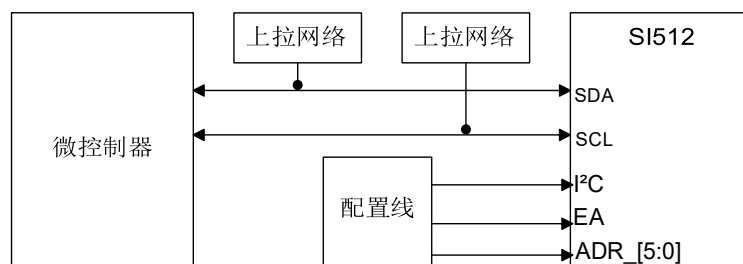 上拉网络
上拉网络
SI512
SDA
微控制器
SCL
I²C
配置线
EA
ADR_[5:0]